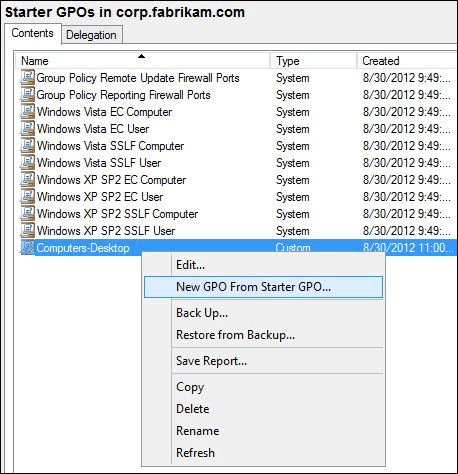 Starter GPOs in corp.fabrikam.com
Contents Delegation
Name Type Created
Group Policy Remote Update Firewall Ports System 8/30/2012 9:49:...
Group Policy Reporting Firewall Ports System 8/30/2012 9:49:...
Windows Vista EC Computer System 8/30/2012 9:49:...
Windows Vista EC User System 8/30/2012 9:49:...
Windows Vista SSLF Computer System 8/30/2012 9:49:...
Windows Vista SSLF User System 8/30/2012 9:49:...
Windows XP SP2 EC Computer System 8/30/2012 9:49:...
Windows XP SP2 EC User System 8/30/2012 9:49:...
Windows XP SP2 SSLF Computer System 8/30/2012 9:49:...
Windows XP SP2 SSLF User System 8/30/2012 9:49:...
Computers-Desktop Custom 8/30/2012 11:00...
Edit...
New GPO From Starter GPO...
Back Up...
Restore from Backup...
Save Report...
Copy
Delete
Rename
Refresh